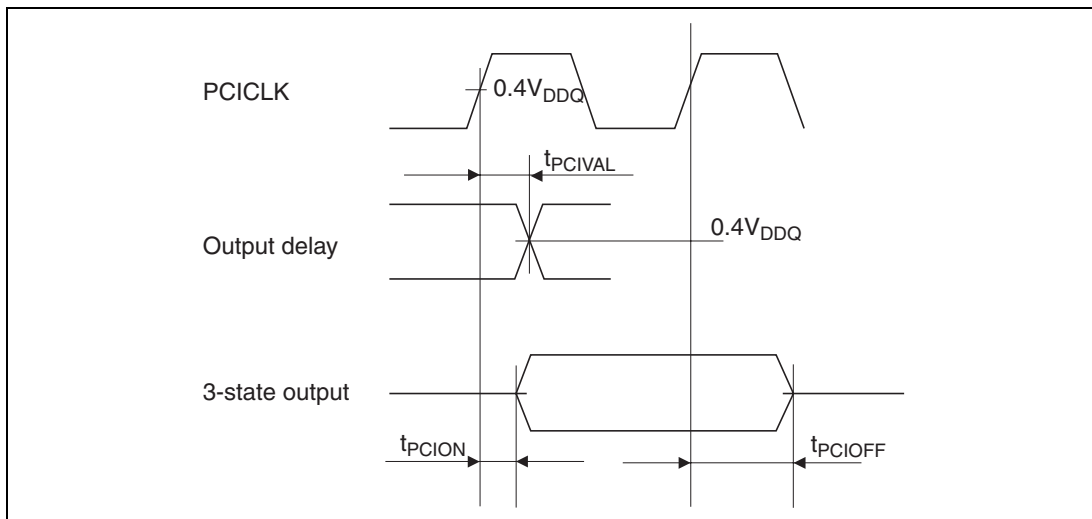 PCICLK
0.4VDDQ
tPCIVAL
Output delay
0.4VDDQ
3-state output
tPCION
tPCIOFF